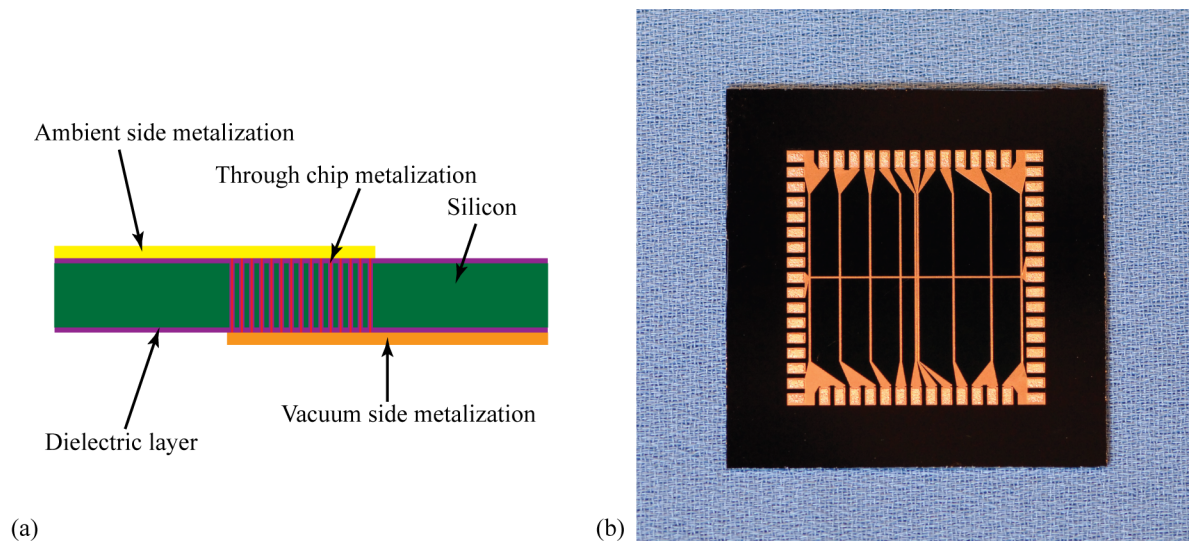 Ambient side metalization
Through chip metalization
Silicon
Vacuum side metalization
Dielectric layer
(a)
(b)